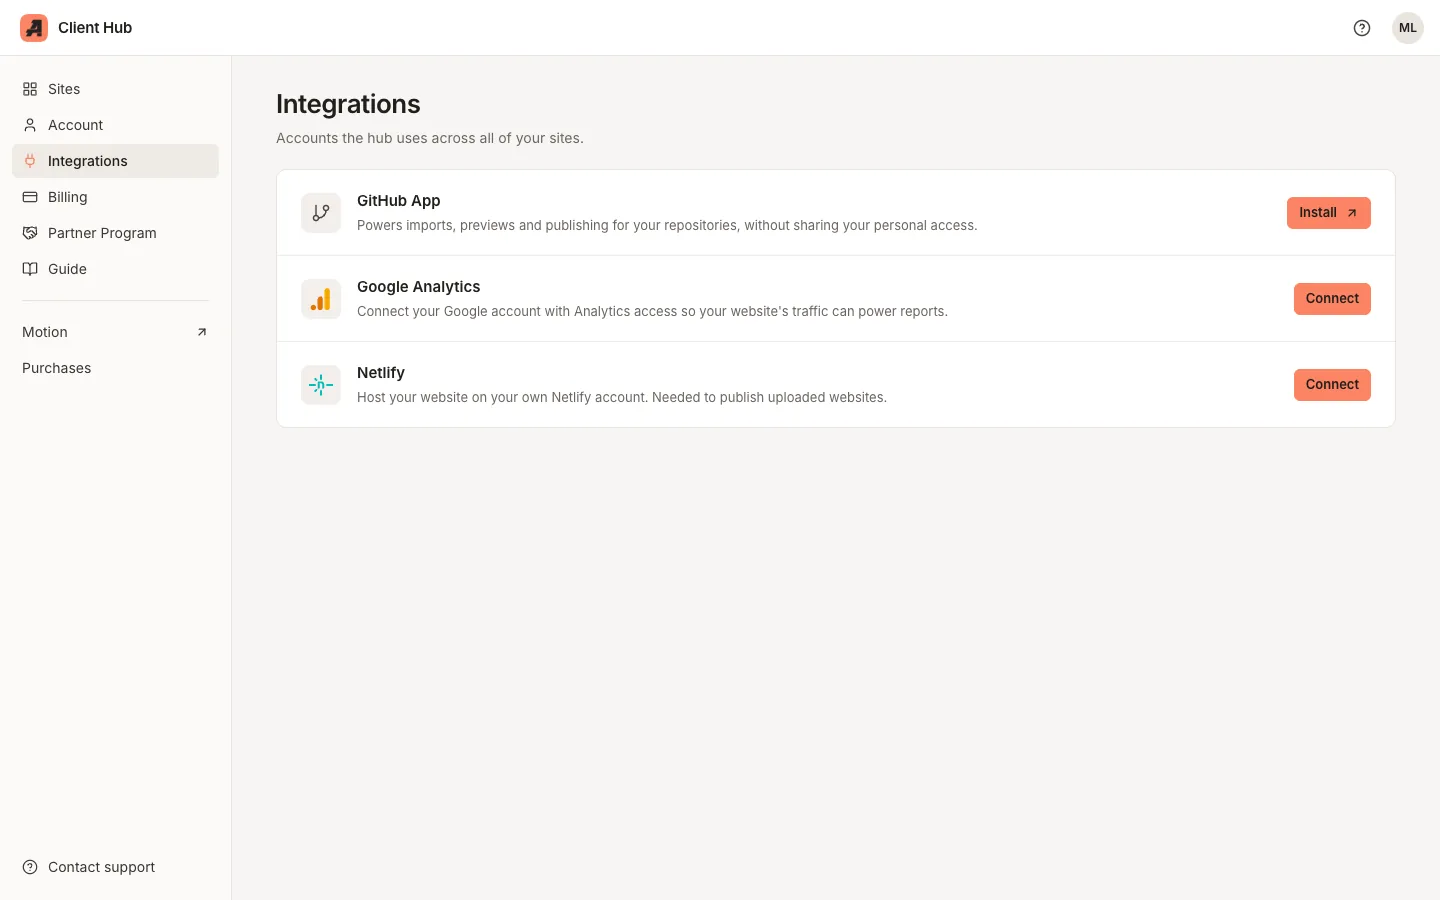 Client Hub
ML
Sites
Account
Integrations
Billing
Partner Program
Guide
Motion
Purchases
Contact support
Integrations
Accounts the hub uses across all of your sites.
GitHub App
Powers imports, previews and publishing for your repositories, without sharing your personal access.
Install
Google Analytics
Connect your Google account with Analytics access so your website's traffic can power reports.
Connect
Netlify
Host your website on your own Netlify account. Needed to publish uploaded websites.
Connect